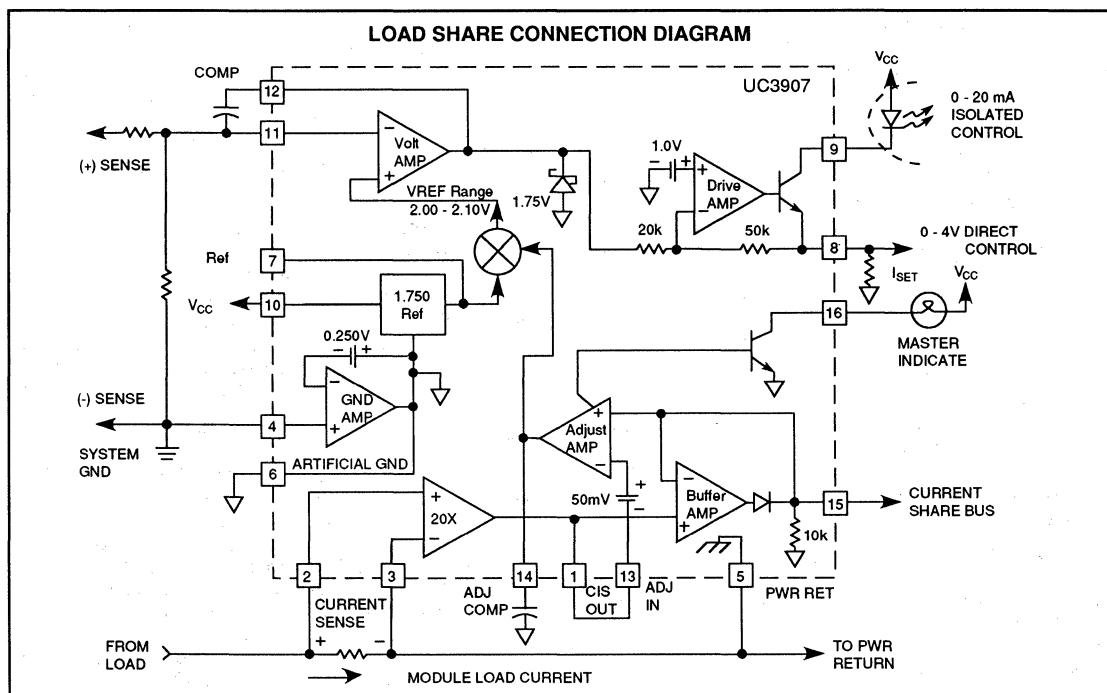 LOAD SHARE CONNECTION DIAGRAM
UC3907
COMP
12
11
(+) SENSE
−
Volt
AMP
+
VREF Range
2.00 - 2.10V
1.75V
1.0V
−
+
+
Drive
AMP
−
20k
50k
VCC
0 - 20 mA
ISOLATED
CONTROL
9
8
0 - 4V DIRECT
CONTROL
ISET
VCC
16
MASTER
INDICATE
Ref
7
VCC
10
1.750
Ref
0.250V
−
+
−
GND
AMP
+
(-) SENSE
4
SYSTEM
GND
6
ARTIFICIAL GND
+
20X
−
+
Adjust
AMP
−
50mV
+
−
−
Buffer
AMP
+
15
CURRENT
SHARE BUS
10k
2
3
14
1
13
5
CURRENT
SENSE
ADJ
COMP
CIS
OUT
ADJ
IN
PWR RET
FROM
LOAD
+
−
MODULE LOAD CURRENT
TO PWR
RETURN